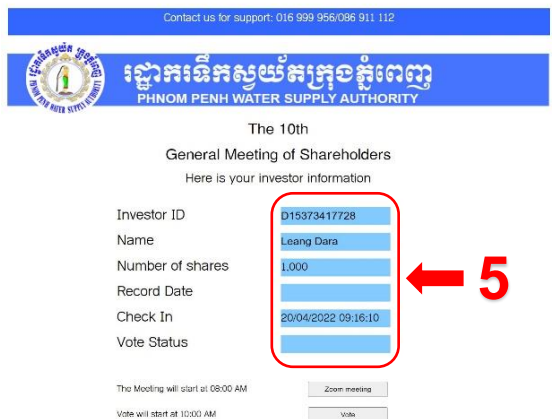 Contact us for support: 016 999 956/086 911 112
រដ្ឋាករទឹកស្វយ័តក្រុងភ្នំពេញ
PHNOM PENH WATER SUPPLY AUTHORITY
The 10th
General Meeting of Shareholders
Here is your investor information
Investor ID D15373417728
Name Leang Dara
Number of shares 1.000
Record Date
Check In 20/04/2022 09:16:10
Vote Status
5
The Meeting will start at 08:00 AM Zoom meeting
Vote will start at 10:00 AM Vote